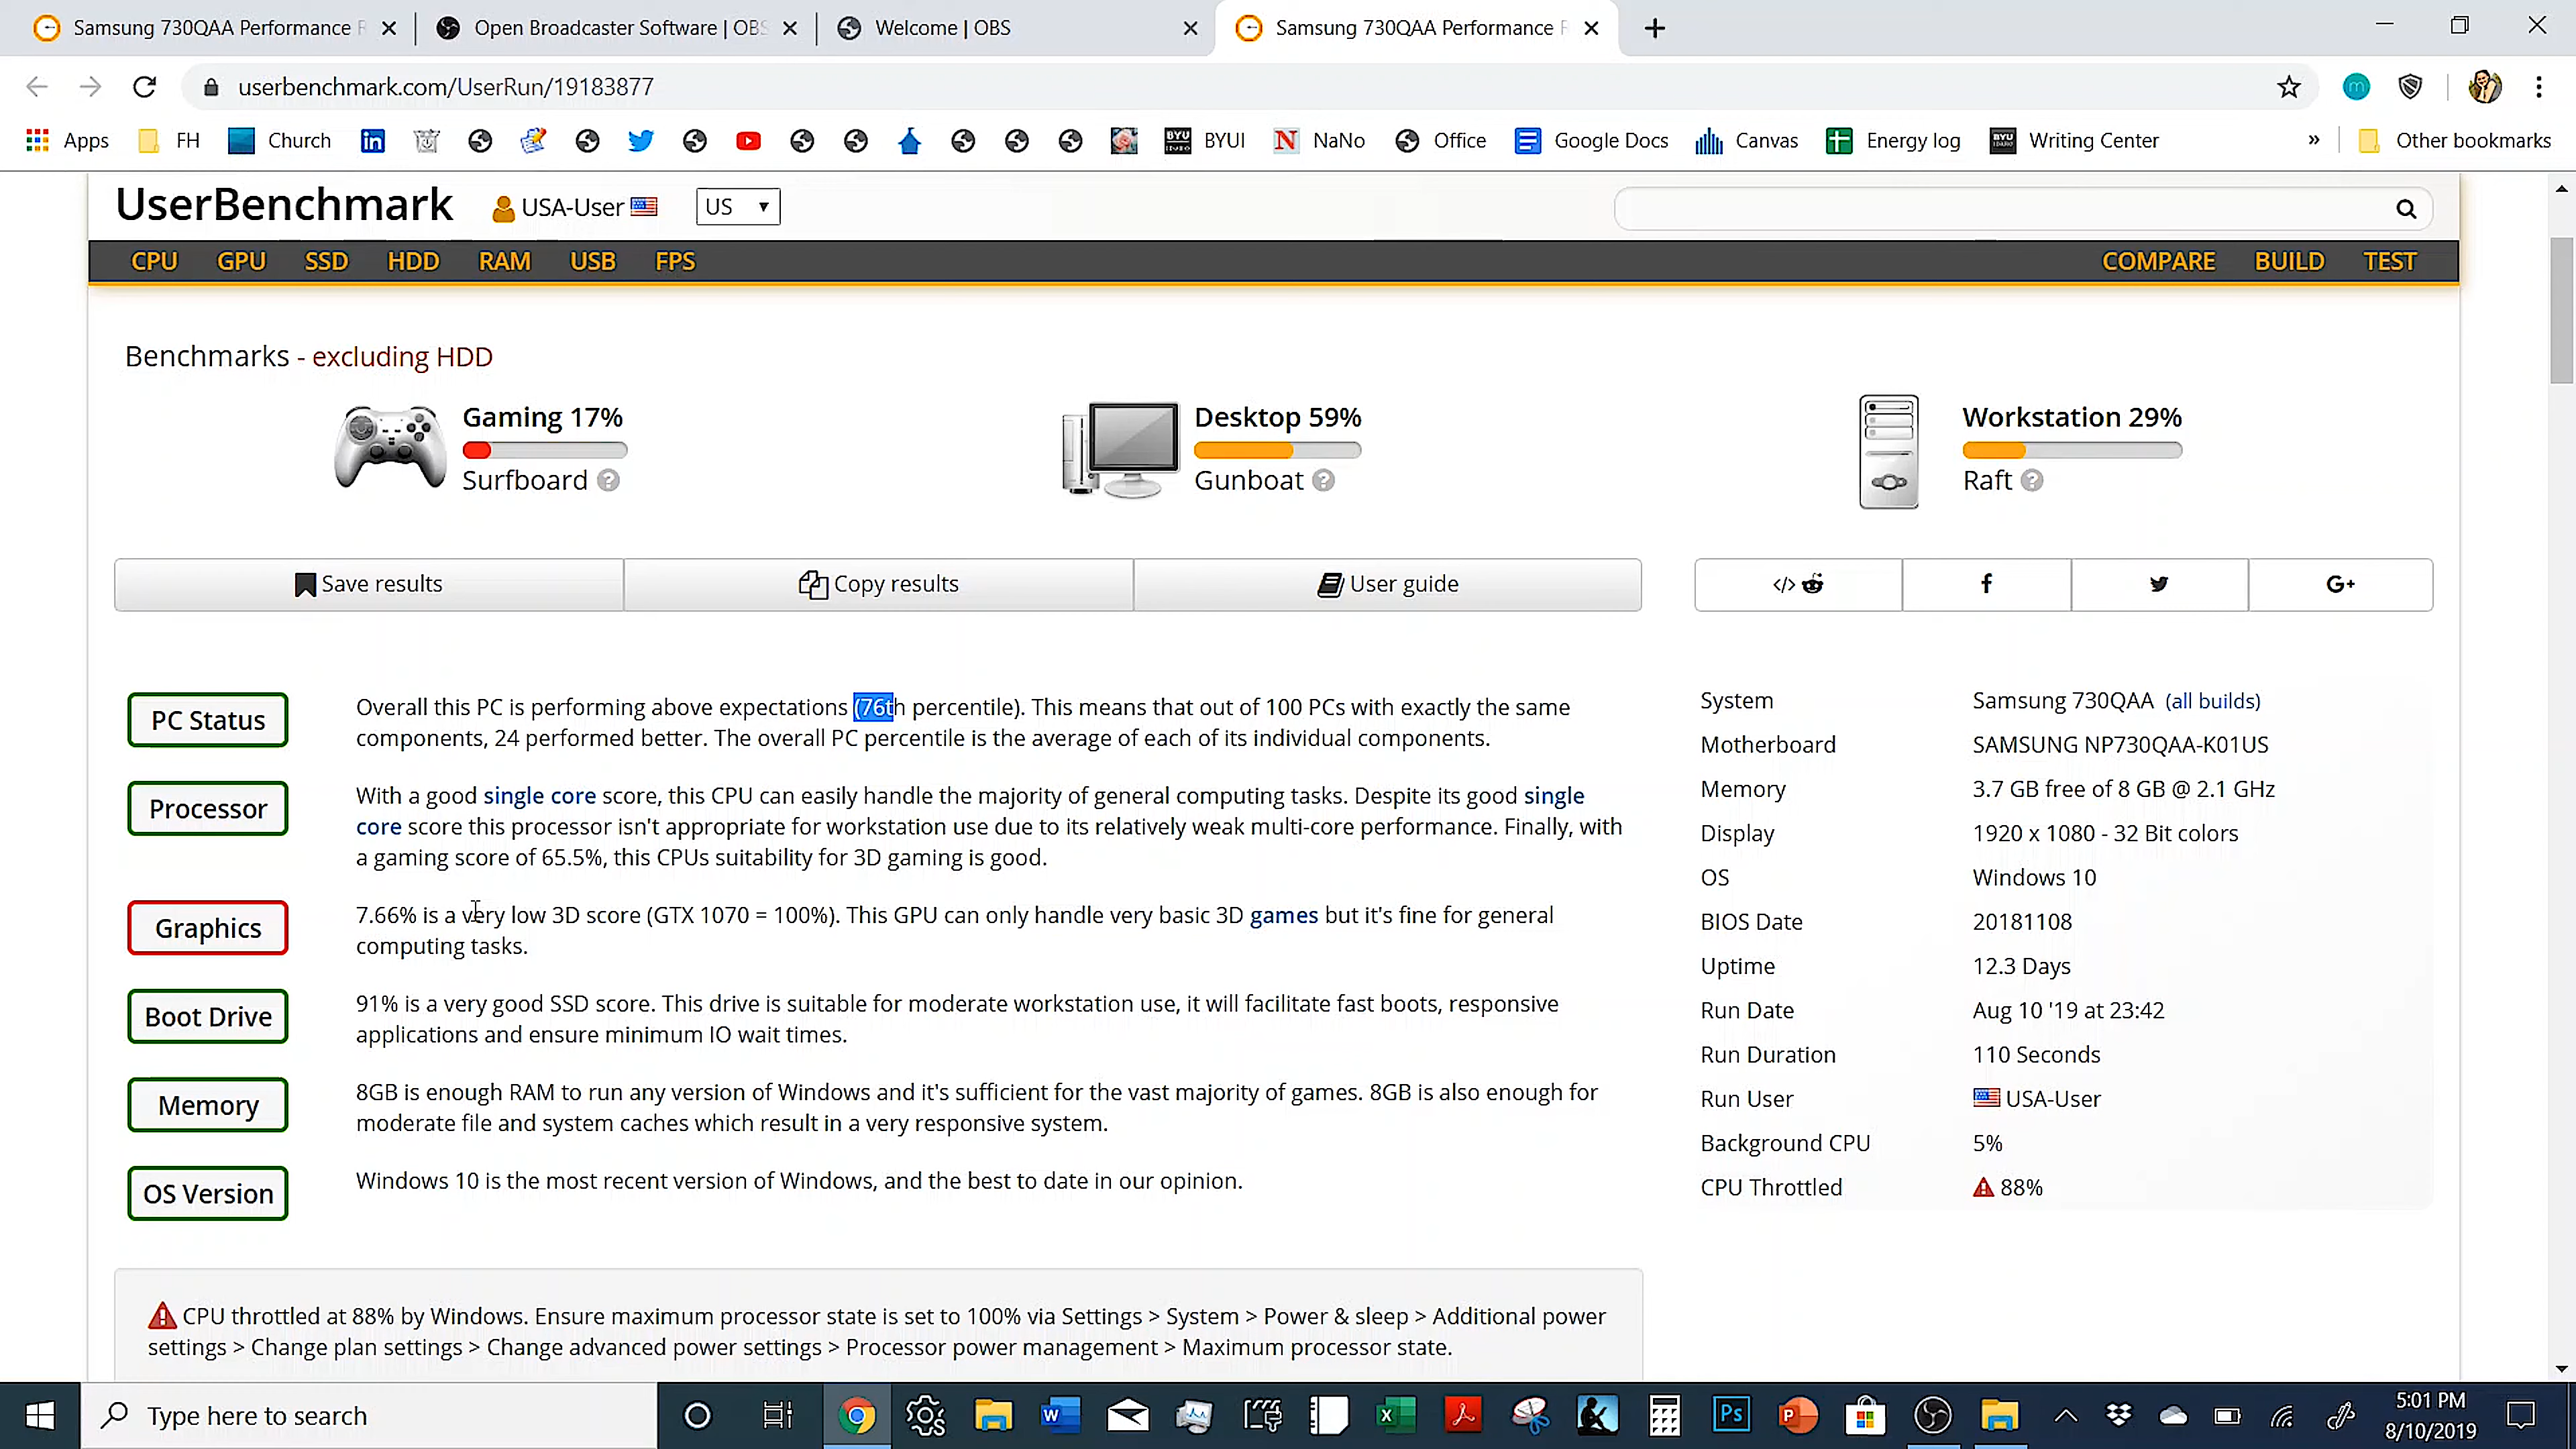 Samsung 730QAA Performance R
Open Broadcaster Software | OBS
Welcome | OBS
Samsung 730QAA Performance R
userbenchmark.com/UserRun/19183877
m
Apps FH Church in BYU BYUI N NaNo Office Google Docs Canvas Energy log BYU Writing Center » Other bookmarks
UserBenchmark USA-User US
CPU GPU SSD HDD RAM USB FPS COMPARE BUILD TEST
Benchmarks - excluding HDD
Gaming 17%
Surfboard ?
Desktop 59%
Gunboat ?
Workstation 29%
Raft ?
Save results Copy results User guide </> f G+
PC Status
Overall this PC is performing above expectations (76th percentile). This means that out of 100 PCs with exactly the same
components, 24 performed better. The overall PC percentile is the average of each of its individual components.
Processor
With a good single core score, this CPU can easily handle the majority of general computing tasks. Despite its good single
core score this processor isn't appropriate for workstation use due to its relatively weak multi-core performance. Finally, with
a gaming score of 65.5%, this CPUs suitability for 3D gaming is good.
Graphics
7.66% is a very low 3D score (GTX 1070 = 100%). This GPU can only handle very basic 3D games but it's fine for general
computing tasks.
Boot Drive
91% is a very good SSD score. This drive is suitable for moderate workstation use, it will facilitate fast boots, responsive
applications and ensure minimum IO wait times.
Memory
8GB is enough RAM to run any version of Windows and it's sufficient for the vast majority of games. 8GB is also enough for
moderate file and system caches which result in a very responsive system.
OS Version
Windows 10 is the most recent version of Windows, and the best to date in our opinion.
System Samsung 730QAA (all builds)
Motherboard SAMSUNG NP730QAA-K01US
Memory 3.7 GB free of 8 GB @ 2.1 GHz
Display 1920 x 1080 - 32 Bit colors
OS Windows 10
BIOS Date 20181108
Uptime 12.3 Days
Run Date Aug 10 '19 at 23:42
Run Duration 110 Seconds
Run User USA-User
Background CPU 5%
CPU Throttled 88%
CPU throttled at 88% by Windows. Ensure maximum processor state is set to 100% via Settings > System > Power & sleep > Additional power
settings > Change plan settings > Change advanced power settings > Processor power management > Maximum processor state.
Type here to search
W
X
Ps
P
5:01 PM
8/10/2019